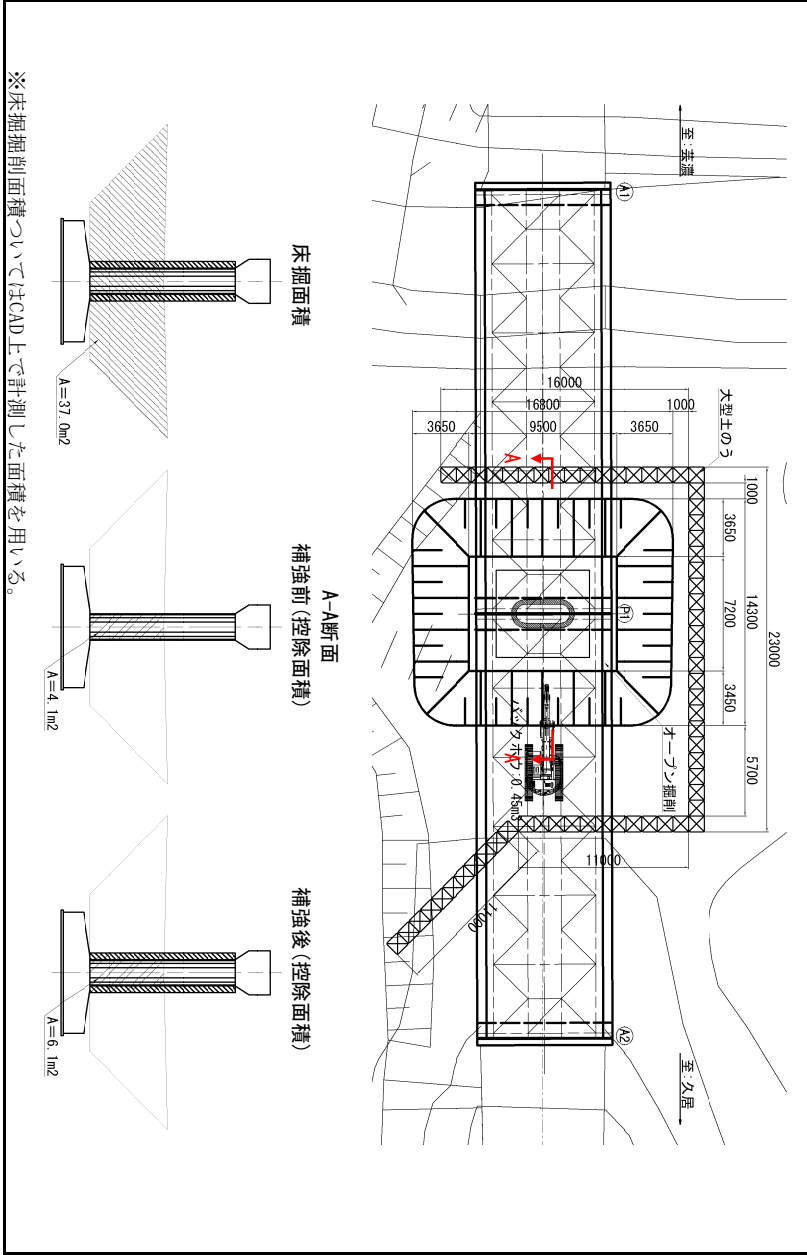 至:芸濃
至:久居
A1
P1
A2
大型土のう
オープン掘削
バックホウ:0.45m3
23000
1000
14300
5700
3650
7200
3450
16000
16800
1000
3650
9500
3650
11000
11000
A
A
A-A断面
床掘面積
補強前(控除面積)
補強後(控除面積)
A=37.0m2
A=4.1m2
A=6.1m2
※床掘掘削面積ついてはCAD上で計測した面積を用いる。